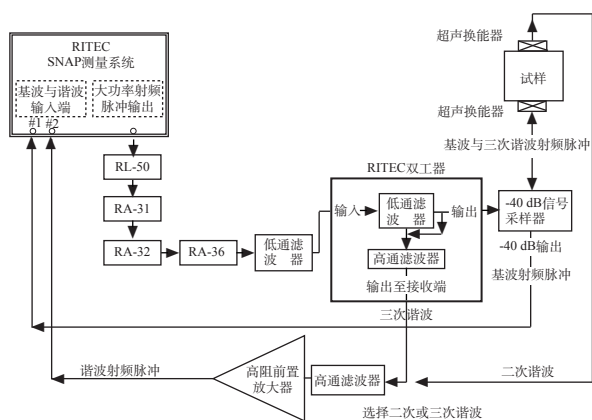 RITEC
SNAP测量系统
基波与谐波
输入端
大功率射频
脉冲输出
#1 #2
RL-50
RA-31
RA-32
RA-36
低通滤
波 器
RITEC双工器
输入
低通滤
波 器
输出
高通滤波器
输出至接收端
三次谐波
超声换能器
试样
超声换能器
基波与三次谐波射频脉冲
-40 dB信号
采样器
-40 dB输出
基波射频脉冲
谐波射频脉冲
高阻前置
放大器
高通滤波器
二次谐波
选择二次或三次谐波